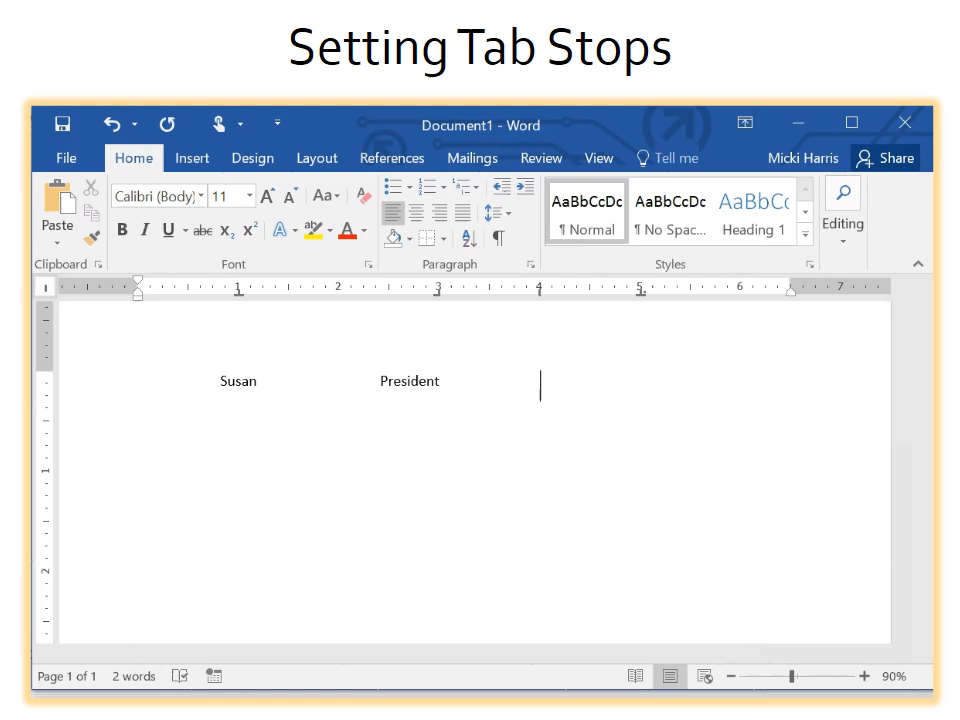 Setting Tab Stops
Document1 - Word
File Home Insert Design Layout References Mailings Review View Tell me Micki Harris Share
Calibri (Body) 11 Aa
Paste
B I U abc X₂ X² A aby A
AaBbCcDc AaBbCcDc AaBbCc
¶ Normal ¶ No Spac... Heading 1
Editing
Clipboard Font Paragraph Styles
1 2 3 4 5 6 7
Susan President
1
2
Page 1 of 1 2 words 90%